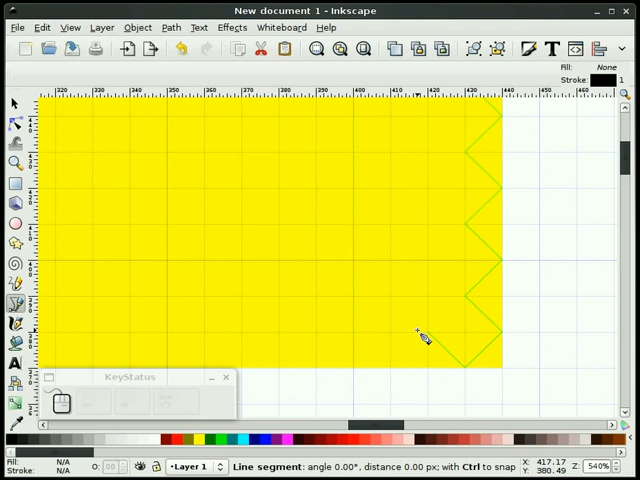 New document 1 - Inkscape
File Edit View Layer Object Path Text Effects Whiteboard Help
Fill: None
Stroke: 1
320 330 340 350 360 370 380 390 400 410 420 430 440 450 460
KeyStatus
Fill: N/A
Stroke: N/A
O: 00
•Layer 1
Line segment: angle 0.00°, distance 0.00 px; with Ctrl to snap
X: 417.17
Y: 380.49
Z: 540%